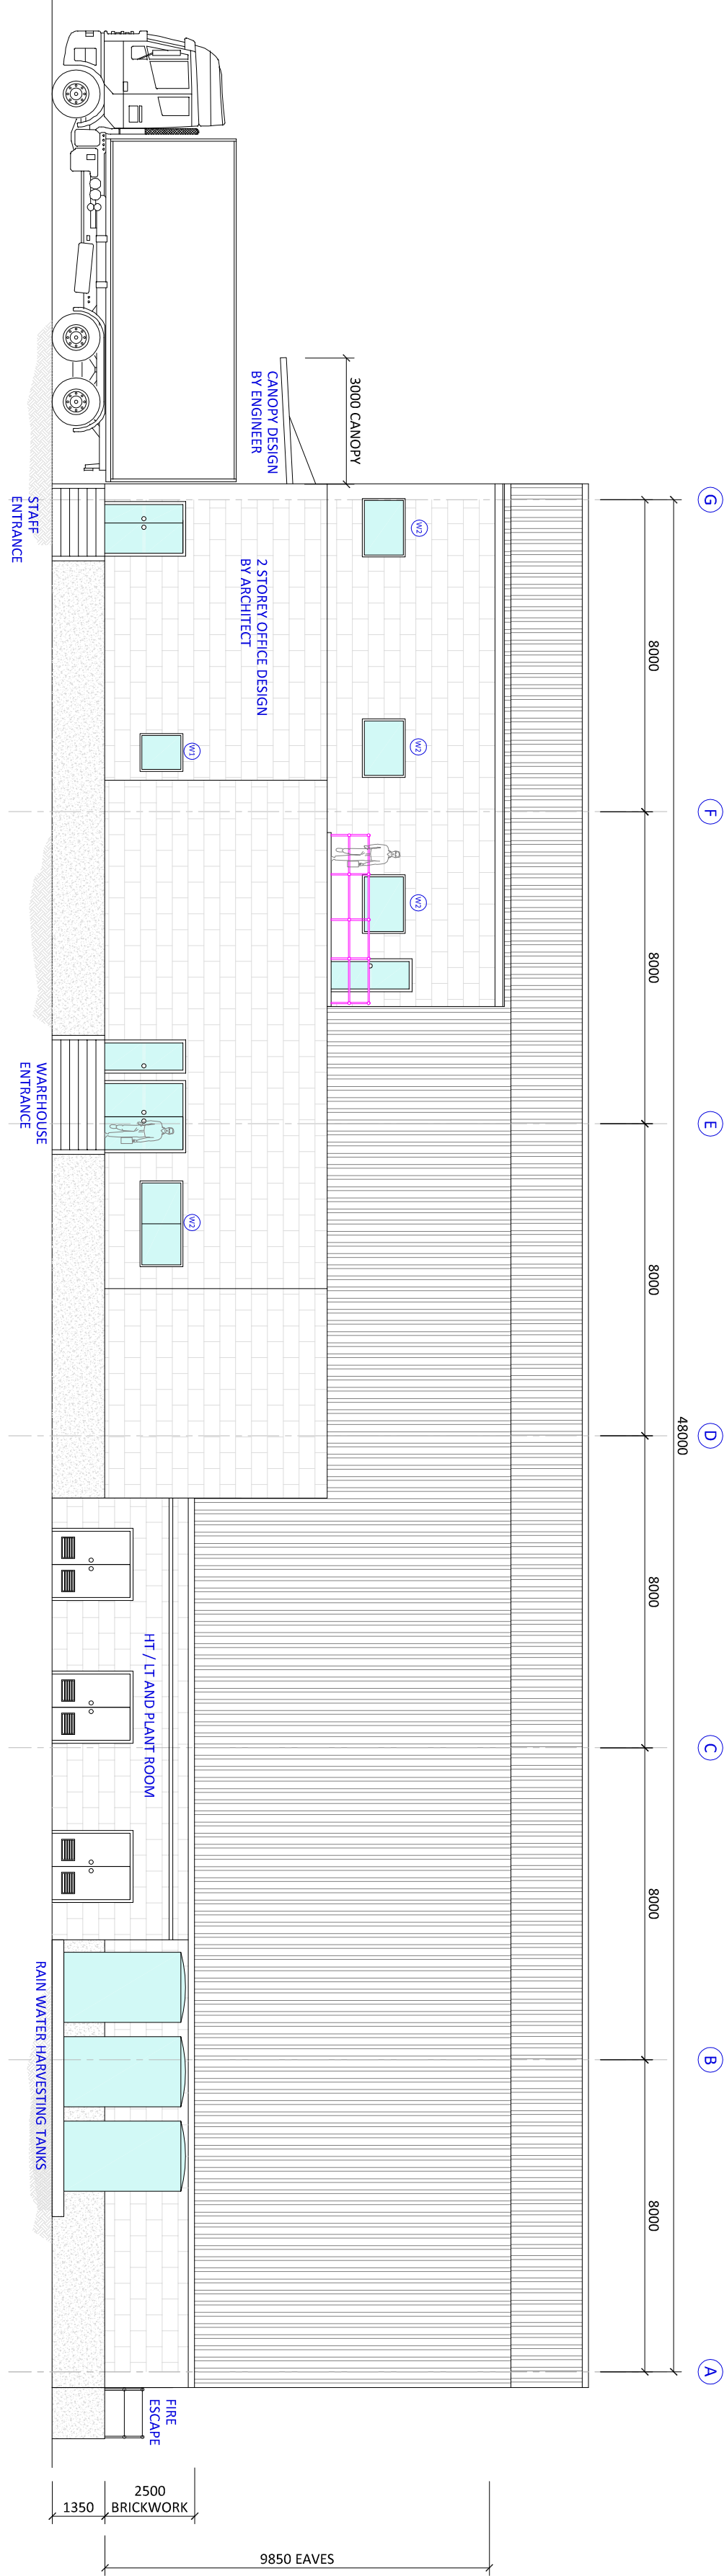 G
F
E
D
C
B
A
48000
8000
8000
8000
8000
8000
8000
3000 CANOPY
CANOPY DESIGN
BY ENGINEER
W2
W2
W2
2 STOREY OFFICE DESIGN
BY ARCHITECT
W1
W2
HT / LT AND PLANT ROOM
STAFF
ENTRANCE
WAREHOUSE
ENTRANCE
RAIN WATER HARVESTING TANKS
FIRE
ESCAPE
1350
2500
BRICKWORK
9850 EAVES